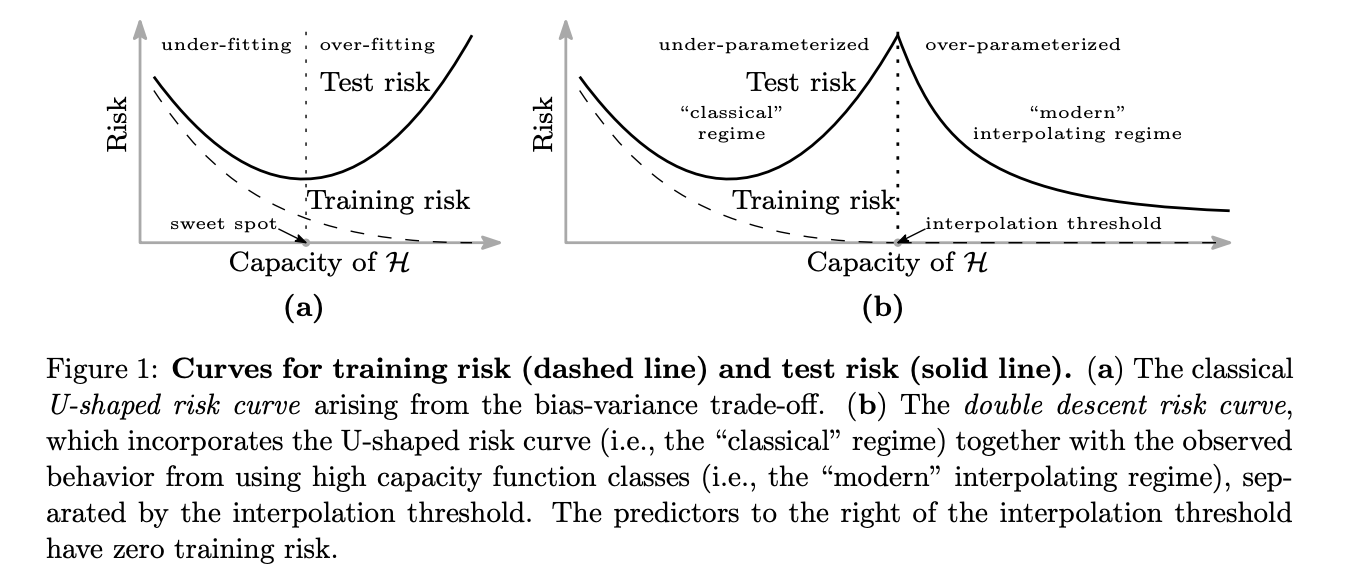 under-fitting
over-fitting
Test risk
Risk
Training risk
sweet spot
Capacity of ℋ
(a)
under-parameterized
over-parameterized
Test risk
“classical”
regime
“modern”
interpolating regime
Risk
Training risk
interpolation threshold
Capacity of ℋ
(b)
Figure 1: Curves for training risk (dashed line) and test risk (solid line). (a) The classical
U-shaped risk curve arising from the bias-variance trade-off. (b) The double descent risk curve,
which incorporates the U-shaped risk curve (i.e., the “classical” regime) together with the observed
behavior from using high capacity function classes (i.e., the “modern” interpolating regime), sep-
arated by the interpolation threshold. The predictors to the right of the interpolation threshold
have zero training risk.